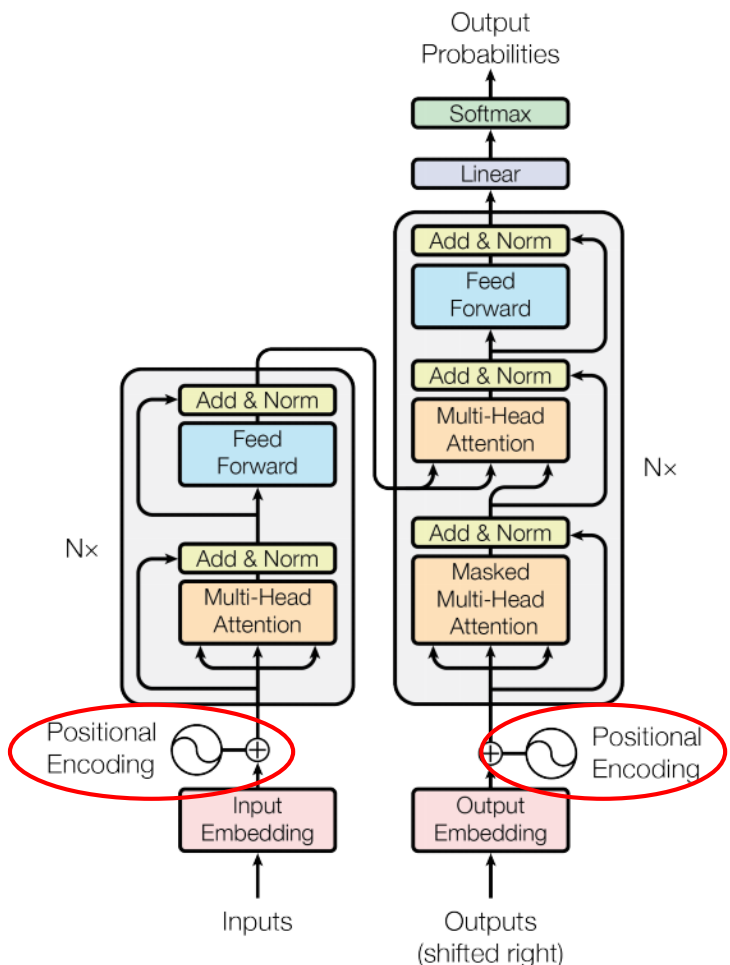 Output
Probabilities
Softmax
Linear
Add & Norm
Feed
Forward
Add & Norm
Multi-Head
Attention
Add & Norm
Masked
Multi-Head
Attention
N×
Add & Norm
Feed
Forward
N×
Add & Norm
Multi-Head
Attention
Positional
Encoding
Positional
Encoding
Input
Embedding
Output
Embedding
Inputs
Outputs
(shifted right)